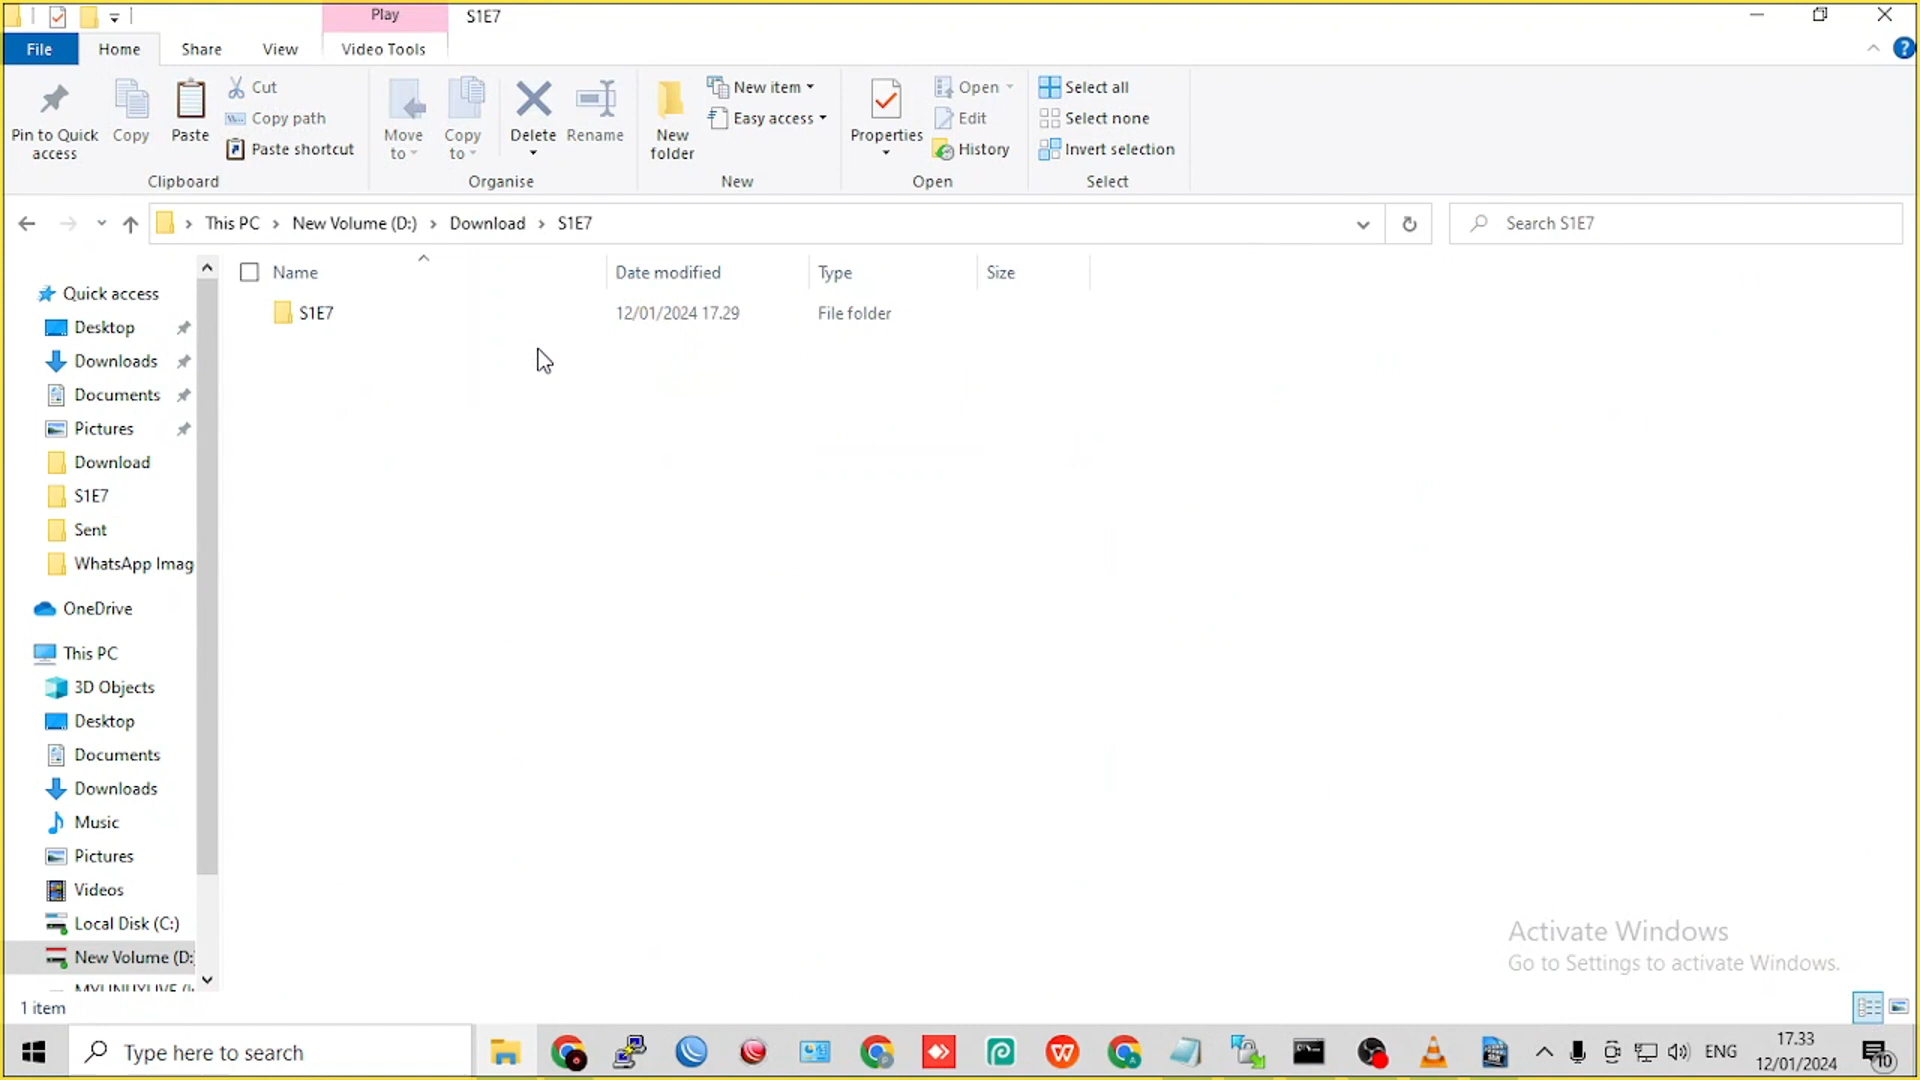 Play
S1E7
File
Home
Share
View
Video Tools
Pin to Quick access
Copy
Paste
Cut
Copy path
Paste shortcut
Clipboard
Move to
Copy to
Delete
Rename
Organise
New folder
New item
Easy access
New
Properties
Open
Edit
History
Open
Select all
Select none
Invert selection
Select
This PC
New Volume (D:)
Download
S1E7
Search S1E7
Name
Date modified
Type
Size
S1E7
12/01/2024 17.29
File folder
Quick access
Desktop
Downloads
Documents
Pictures
Download
S1E7
Sent
WhatsApp Imag
OneDrive
This PC
3D Objects
Desktop
Documents
Downloads
Music
Pictures
Videos
Local Disk (C:)
New Volume (D:
Activate Windows
Go to Settings to activate Windows.
1 item
Type here to search
ENG
17.33
12/01/2024
10